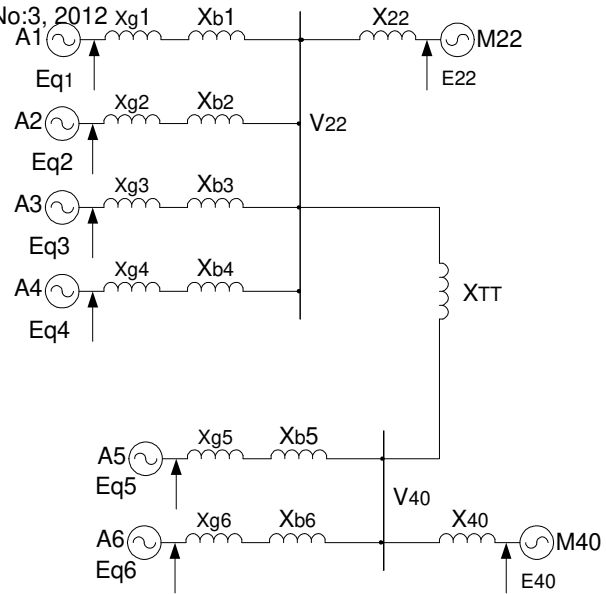 No:3, 2012
A1 Xg1 Xb1 X22 M22
Eq1 E22
A2 Xg2 Xb2 V22
Eq2
A3 Xg3 Xb3
Eq3
A4 Xg4 Xb4 XTT
Eq4
A5 Xg5 Xb5
Eq5 V40
A6 Xg6 Xb6 X40 M40
Eq6 E40